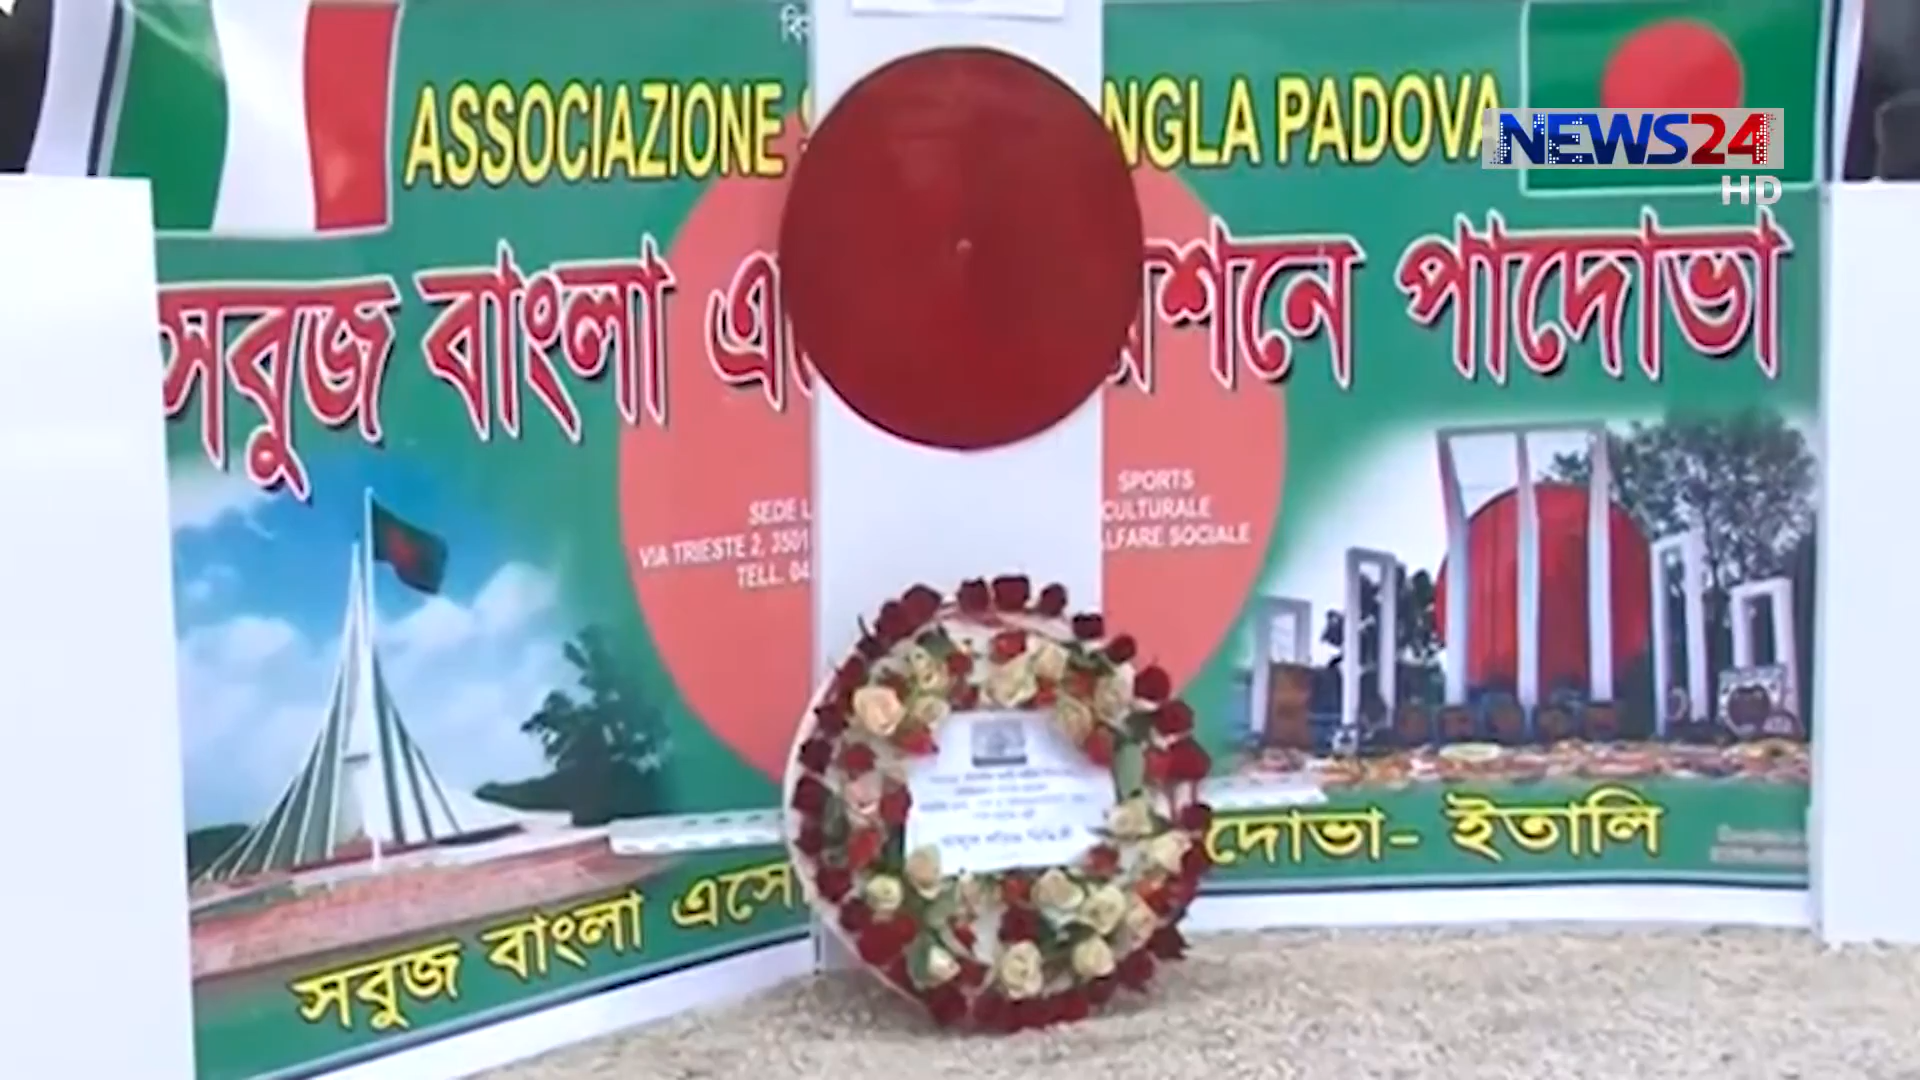 ASSOCIAZIONE S NGLA PADOVA
NEWS24
HD
সবুজ বাংলা এ শনে পাদোভা
SEDE L
VIA TRIESTE 2, 3501
TELL. 04
SPORTS
CULTURALE
LFARE SOCIALE
সবুজ বাংলা এসো দোভা- ইতালি